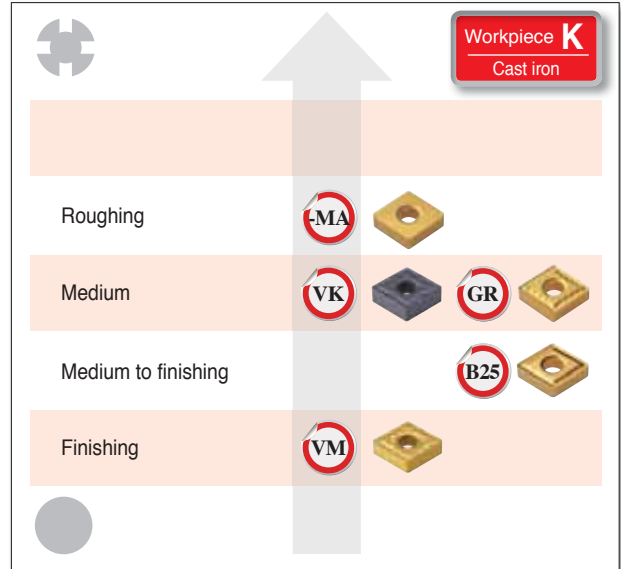 Workpiece K
Cast iron
Roughing
-MA
Medium
VK
GR
Medium to finishing
B25
Finishing
VM